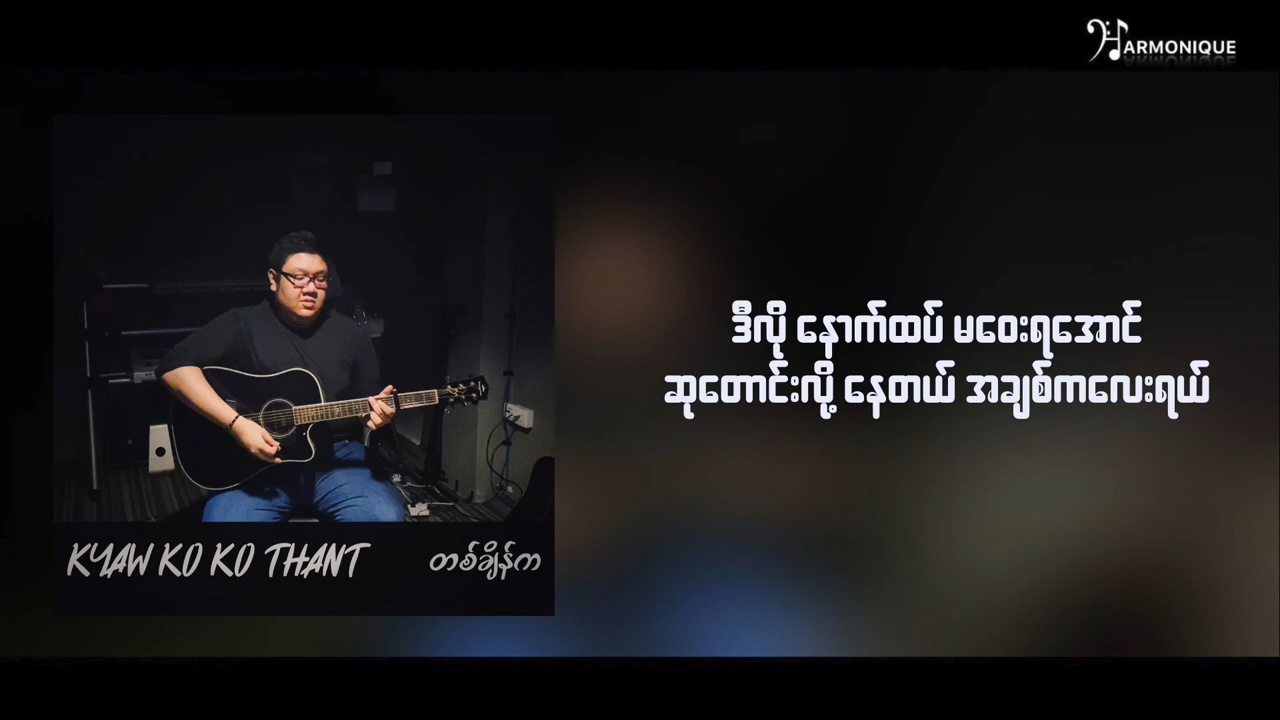 HARMONIQUE
ဒီလို နောက်ထပ် မဝေးရအောင်
ဆုတောင်းလို့ နေတယ် အချစ်ကလေးရယ်
KYAW KO KO THANT တစ်ချိန်က